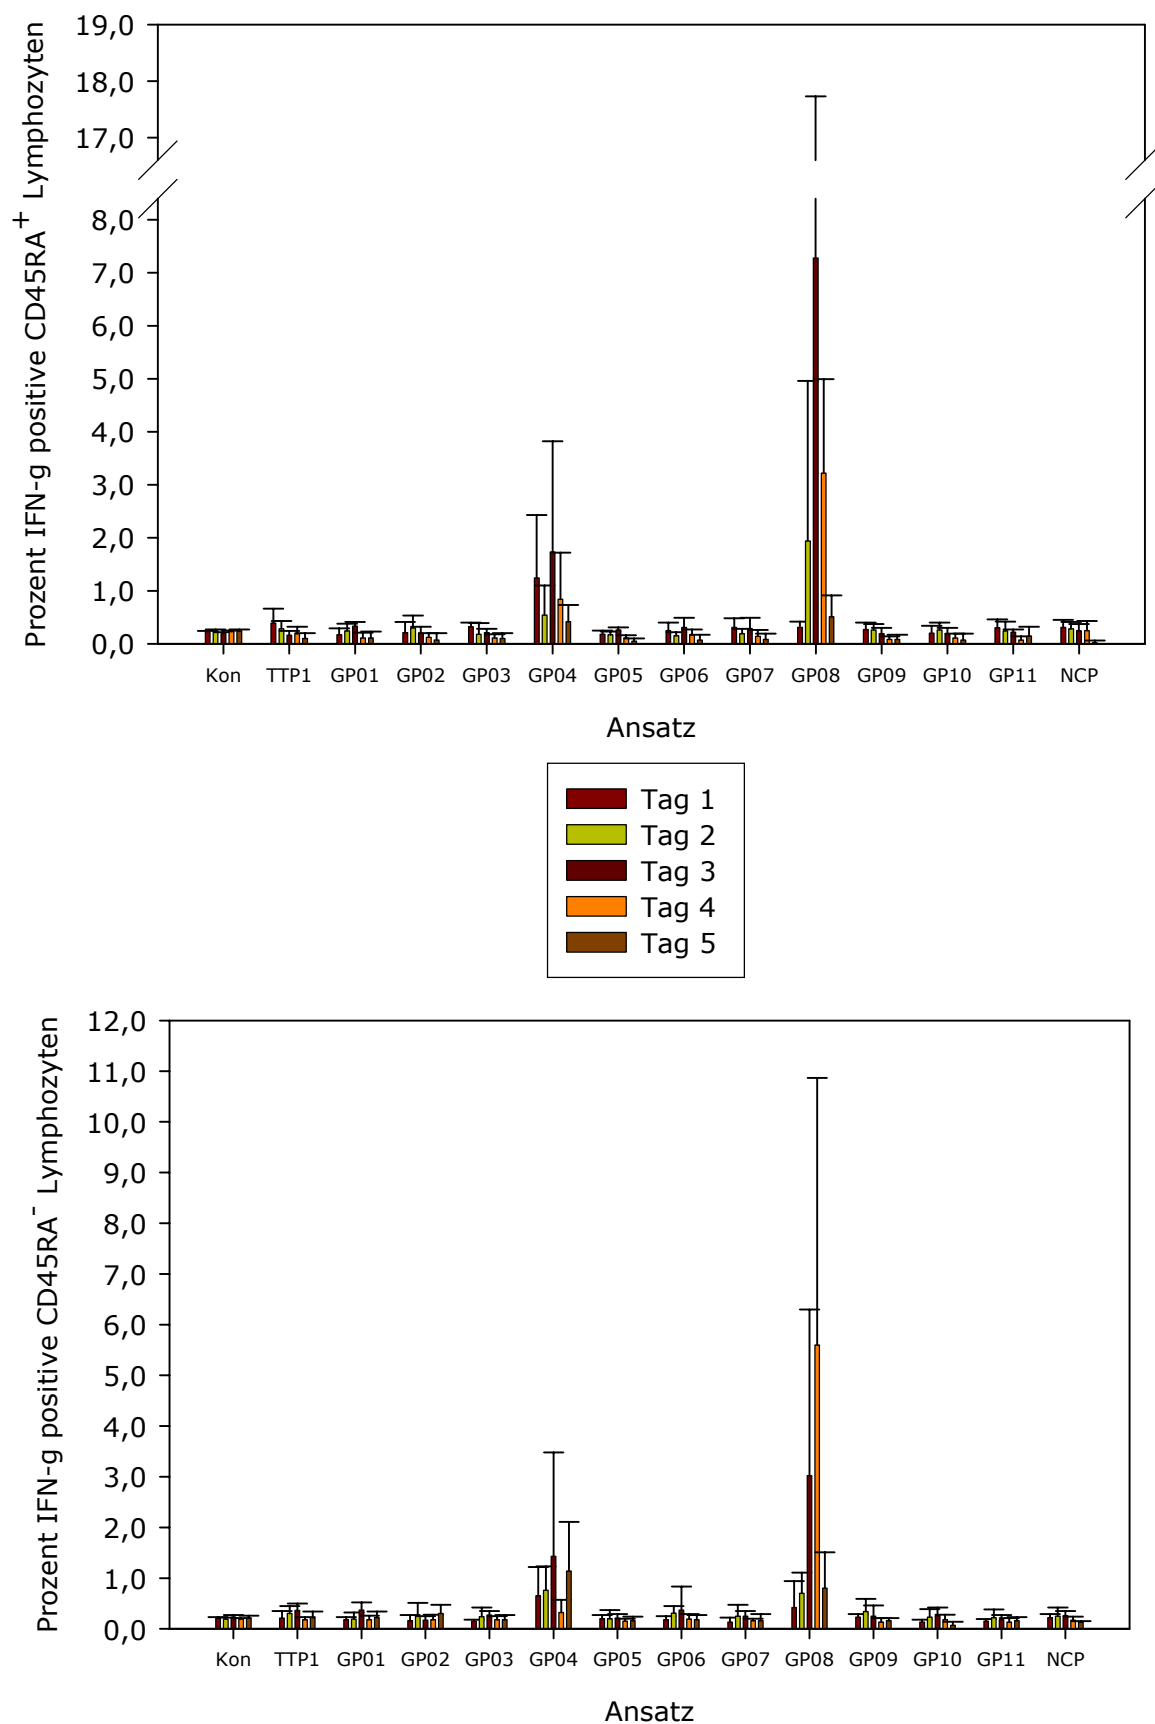 Prozent IFN-g positive CD45RA+ Lymphozyten
19,0
18,0
17,0
8,0
7,0
6,0
5,0
4,0
3,0
2,0
1,0
0,0
Kon TTP1 GP01 GP02 GP03 GP04 GP05 GP06 GP07 GP08 GP09 GP10 GP11 NCP
Ansatz
Tag 1
Tag 2
Tag 3
Tag 4
Tag 5
Prozent IFN-g positive CD45RA- Lymphozyten
12,0
11,0
10,0
9,0
8,0
7,0
6,0
5,0
4,0
3,0
2,0
1,0
0,0
Kon TTP1 GP01 GP02 GP03 GP04 GP05 GP06 GP07 GP08 GP09 GP10 GP11 NCP
Ansatz